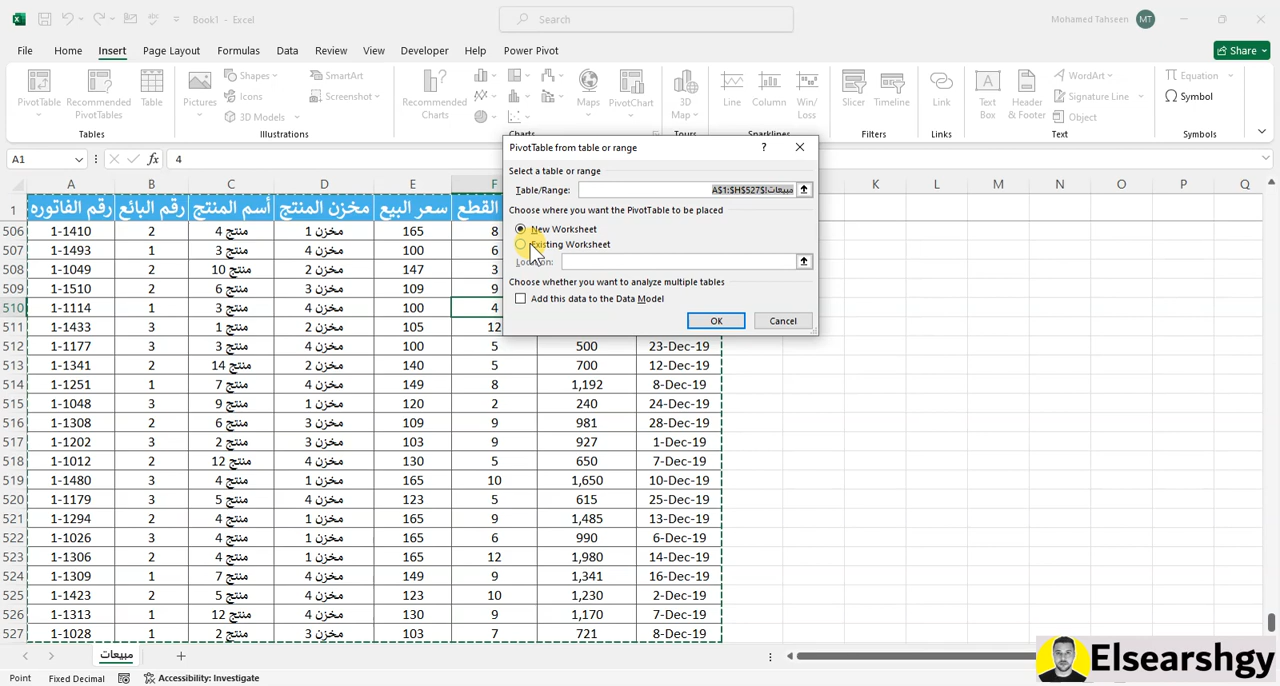 Book1 - Excel
Search
Mohamed Tahseen
MT
File Home Insert Page Layout Formulas Data Review View Developer Help Power Pivot
Share
PivotTable
Recommended PivotTables
Table
Tables
Pictures
Shapes
Icons
3D Models
SmartArt
Screenshot
Illustrations
Recommended Charts
Maps
PivotChart
Charts
3D Map
Tours
Line
Column
Win/Loss
Sparklines
Slicer
Timeline
Filters
Link
Links
Text Box
Header & Footer
WordArt
Signature Line
Object
Text
Equation
Symbol
Symbols
A1
fx
4
PivotTable from table or range
?
Select a table or range
Table/Range: مبيعات!$A$1:$H$527
Choose where you want the PivotTable to be placed
New Worksheet
Existing Worksheet
Choose whether you want to analyze multiple tables
Add this data to the Data Model
OK Cancel
A B C D E F K L M N O P Q
1 رقم الفاتوره رقم البائع أسم المنتج مخزن المنتج سعر البيع القطع
506 1-1410 2 منتج 4 مخزن 1 165 8
507 1-1493 1 منتج 3 مخزن 4 100 6
508 1-1049 2 منتج 10 مخزن 2 147 3
509 1-1510 2 منتج 6 مخزن 3 109 9
510 1-1114 1 منتج 3 مخزن 4 100 4
511 1-1433 3 منتج 1 مخزن 2 105 12
512 1-1177 3 منتج 3 مخزن 4 100 5 500 23-Dec-19
513 1-1341 2 منتج 14 مخزن 2 140 5 700 12-Dec-19
514 1-1251 1 منتج 7 مخزن 4 149 8 1,192 8-Dec-19
515 1-1048 3 منتج 9 مخزن 1 120 2 240 24-Dec-19
516 1-1308 2 منتج 6 مخزن 3 109 9 981 28-Dec-19
517 1-1202 3 منتج 2 مخزن 3 103 9 927 1-Dec-19
518 1-1012 2 منتج 12 مخزن 4 130 5 650 7-Dec-19
519 1-1480 3 منتج 4 مخزن 1 165 10 1,650 10-Dec-19
520 1-1179 3 منتج 5 مخزن 4 123 5 615 25-Dec-19
521 1-1294 2 منتج 4 مخزن 1 165 9 1,485 13-Dec-19
522 1-1026 3 منتج 4 مخزن 1 165 6 990 6-Dec-19
523 1-1306 2 منتج 4 مخزن 1 165 12 1,980 14-Dec-19
524 1-1309 1 منتج 7 مخزن 4 149 9 1,341 16-Dec-19
525 1-1423 2 منتج 5 مخزن 4 123 10 1,230 2-Dec-19
526 1-1313 1 منتج 12 مخزن 4 130 9 1,170 7-Dec-19
527 1-1028 1 منتج 2 مخزن 3 103 7 721 8-Dec-19
مبيعات
Point Fixed Decimal Accessibility: Investigate
Elsearshgy